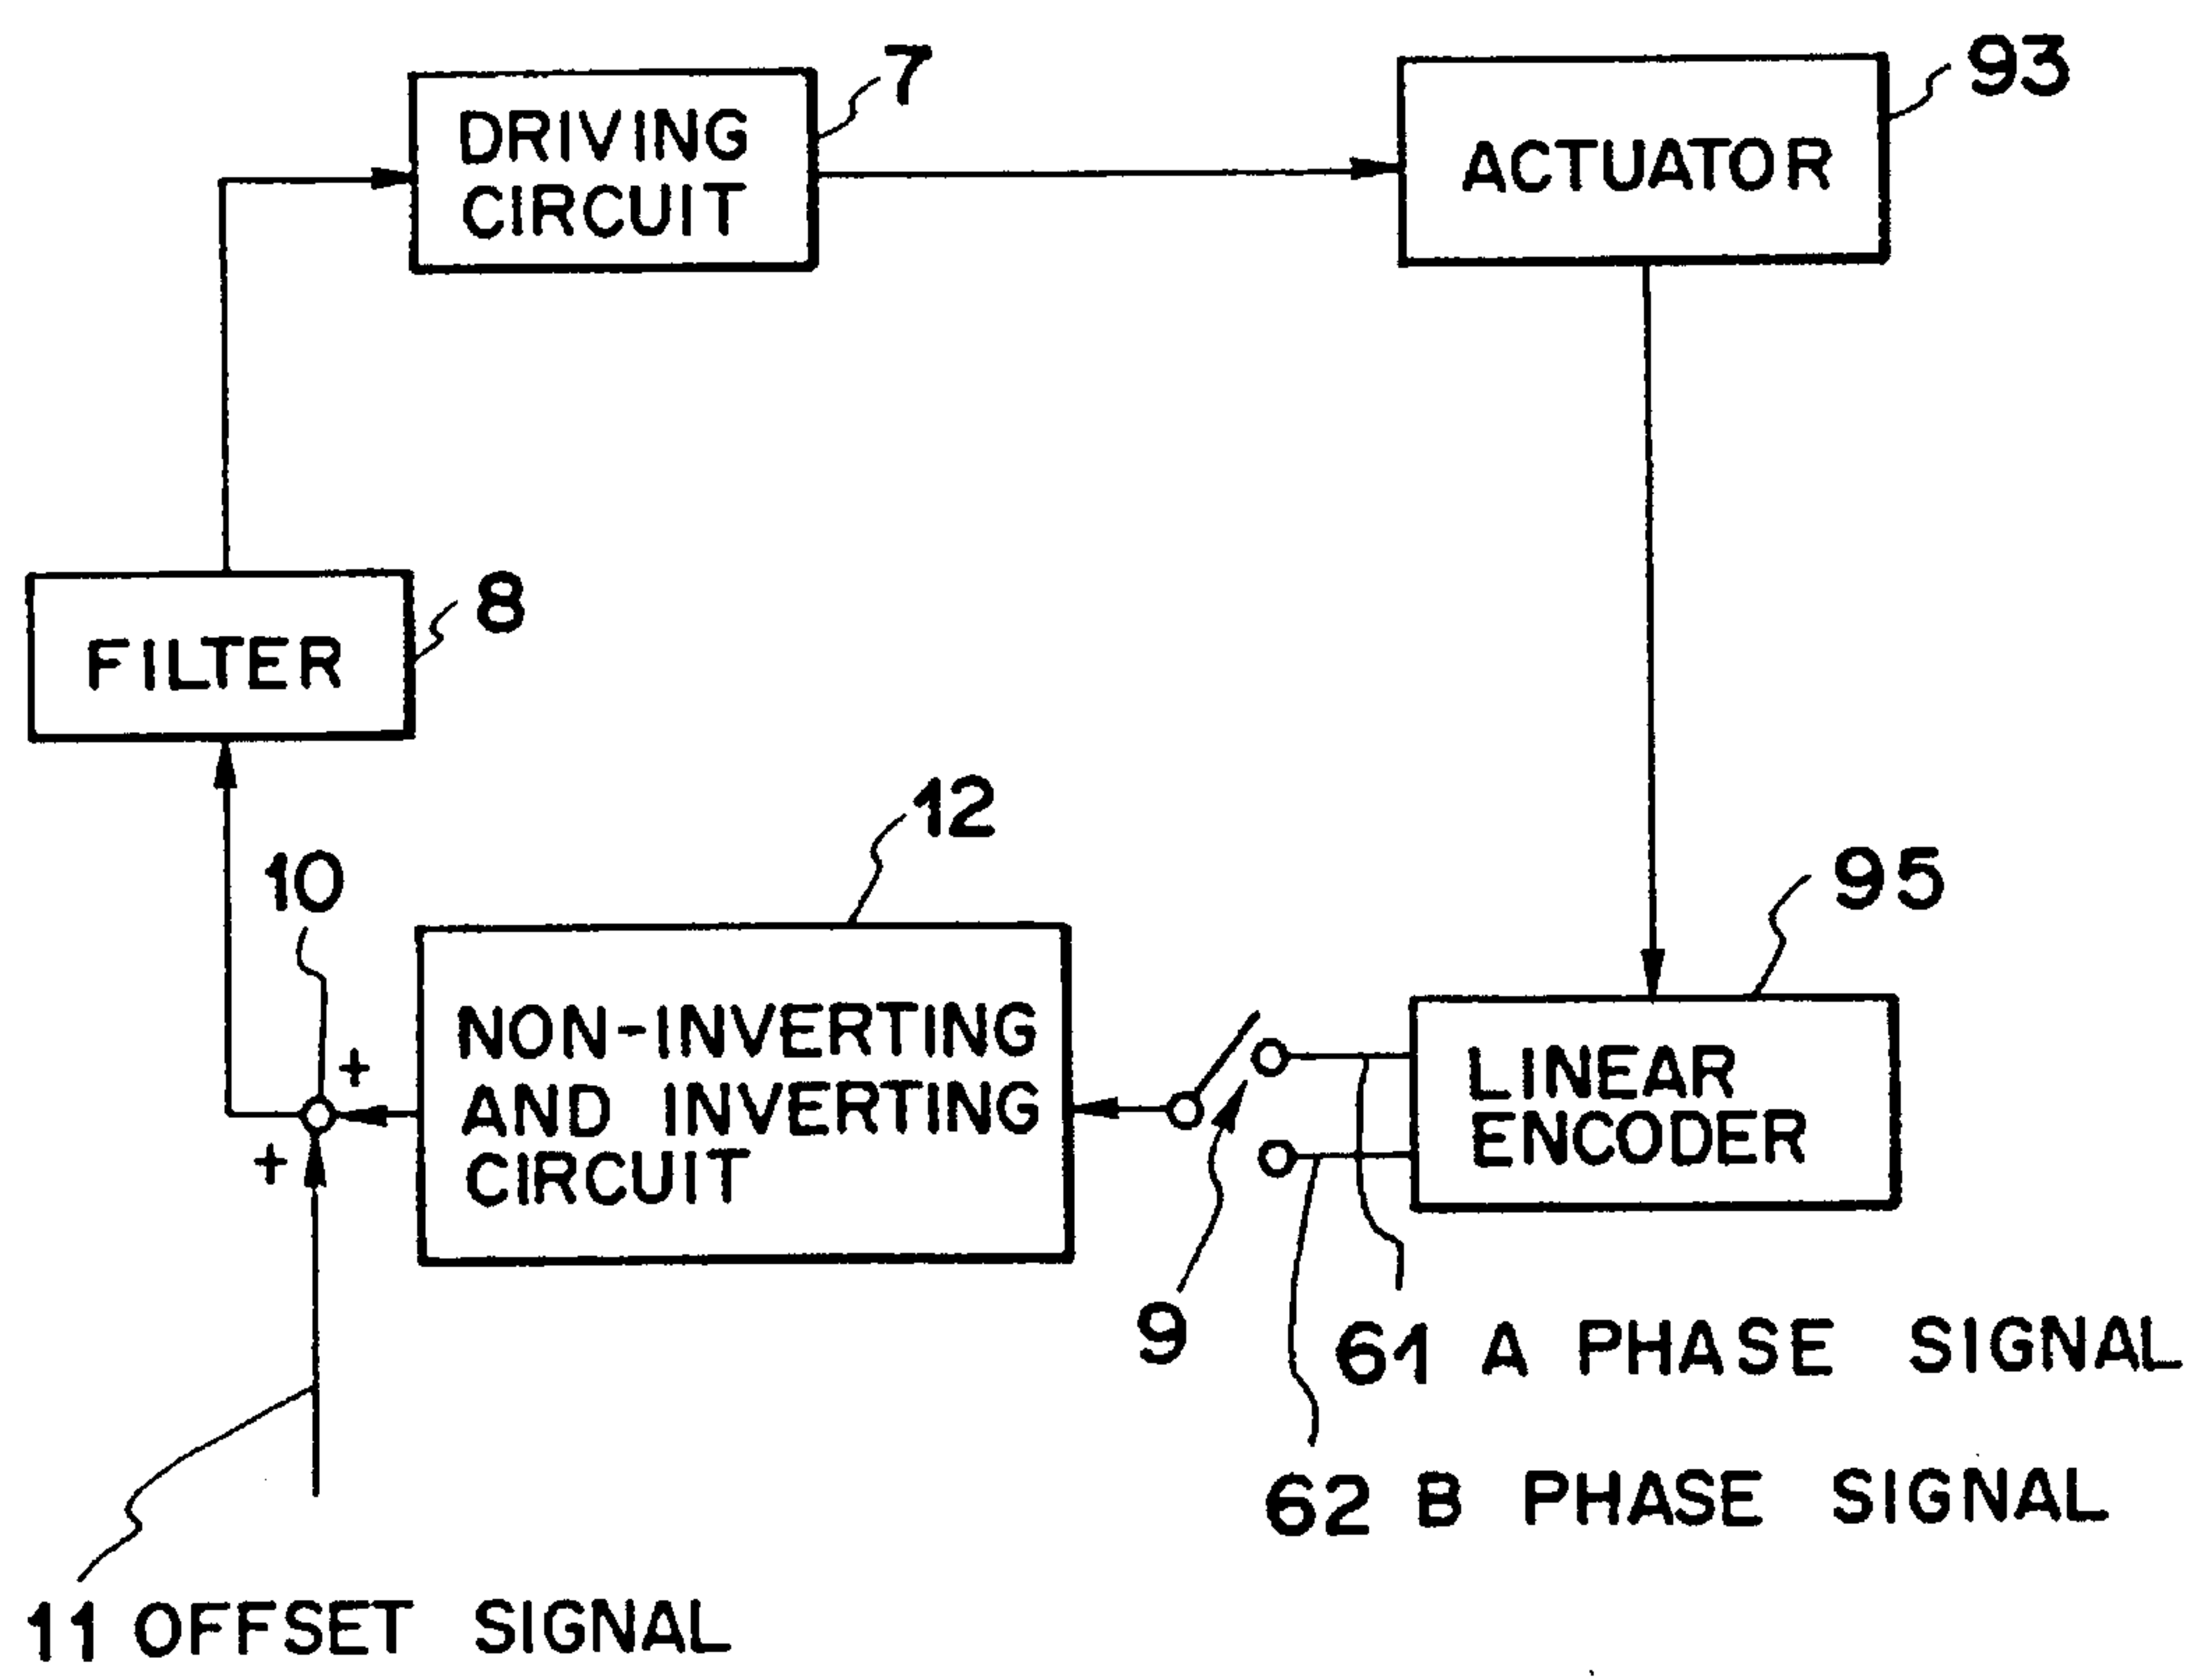 7
93
DRIVING
CIRCUIT
ACTUATOR
8
FILTER
12
10
95
+
NON-INVERTING
AND INVERTING
CIRCUIT
LINEAR
ENCODER
+
9
61 A PHASE SIGNAL
62 B PHASE SIGNAL
11 OFFSET SIGNAL